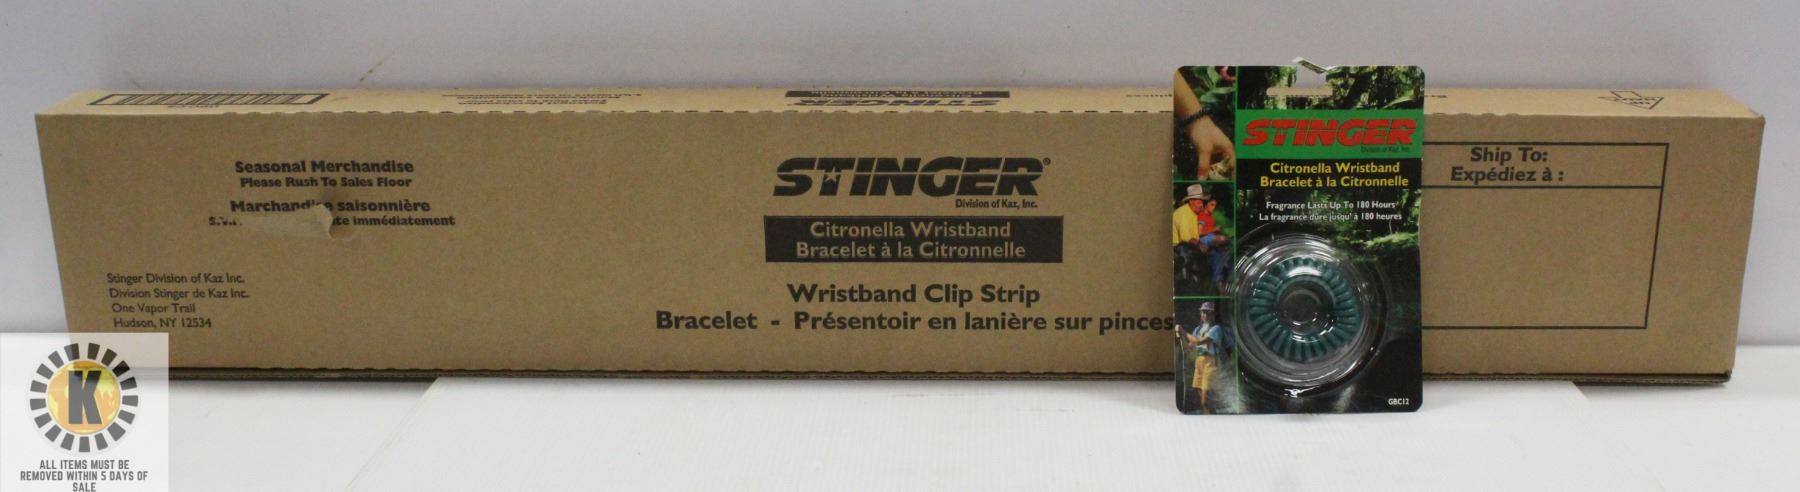 Seasonal Merchandise
Please Rush To Sales Floor
Marchandise saisonnière
S.V.P. immédiatement
Stinger Division of Kaz Inc.
Division Stinger de Kaz Inc.
One Vapor Trail
Hudson, NY 12534
STINGER®
Division of Kaz, Inc.
Citronella Wristband
Bracelet à la Citronnelle
Wristband Clip Strip
Bracelet - Présentoir en lanière sur pinces
STINGER
Division of Kaz, Inc.
Citronella Wristband
Bracelet à la Citronnelle
Fragrance Lasts Up To 180 Hours
La fragrance dure jusqu' à 180 heures
GBC12
Ship To:
Expédiez à :
K
ALL ITEMS MUST BE
REMOVED WITHIN 5 DAYS OF
SALE